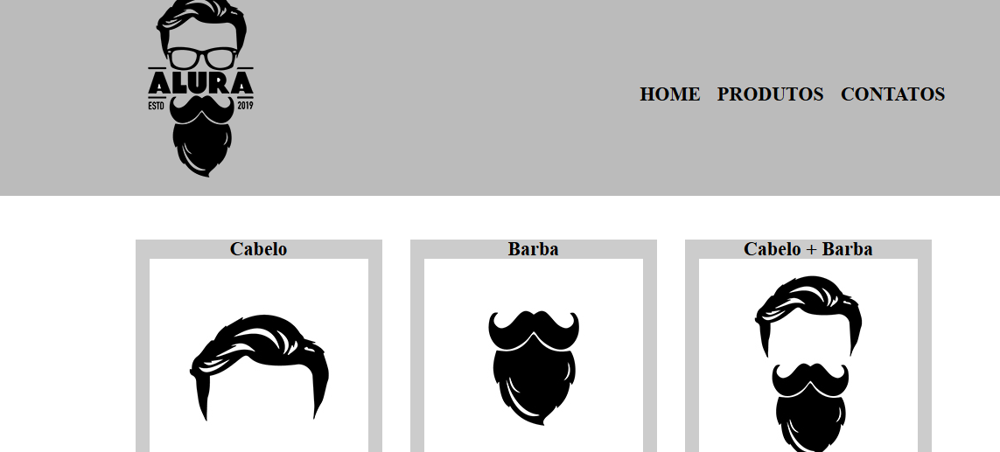 ALURA
ESTD 2019
HOME PRODUTOS CONTATOS
Cabelo Barba Cabelo + Barba